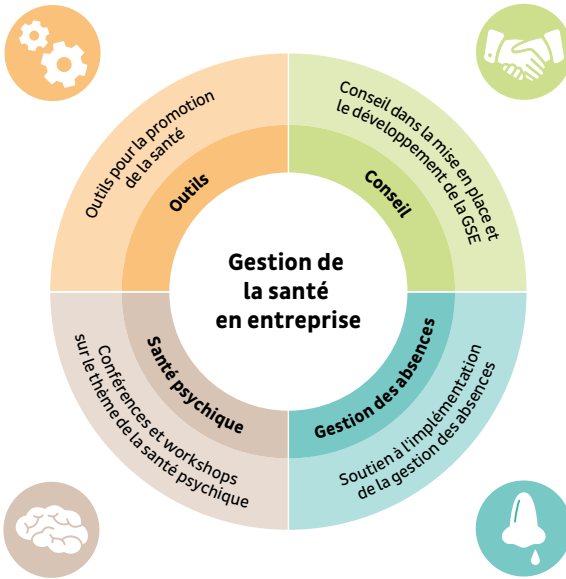 Outils pour la promotion
de la santé
Outils
Conseil dans la mise en place et
le développement de la GSE
Conseil
Gestion de
la santé
en entreprise
Santé psychique
Conférences et workshops
sur le thème de la santé psychique
Gestion des absences
Soutien à l'implémentation
de la gestion des absences